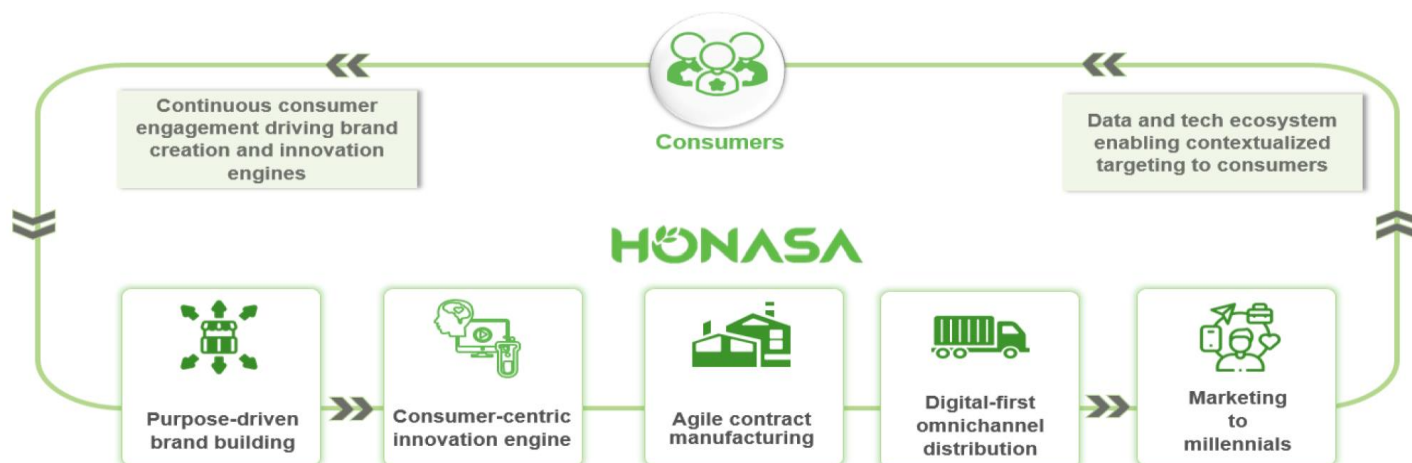 Consumers
Continuous consumer
engagement driving brand
creation and innovation
engines
Data and tech ecosystem
enabling contextualized
targeting to consumers
HONASA
Purpose-driven
brand building
Consumer-centric
innovation engine
Agile contract
manufacturing
Digital-first
omnichannel
distribution
Marketing
to
millennials